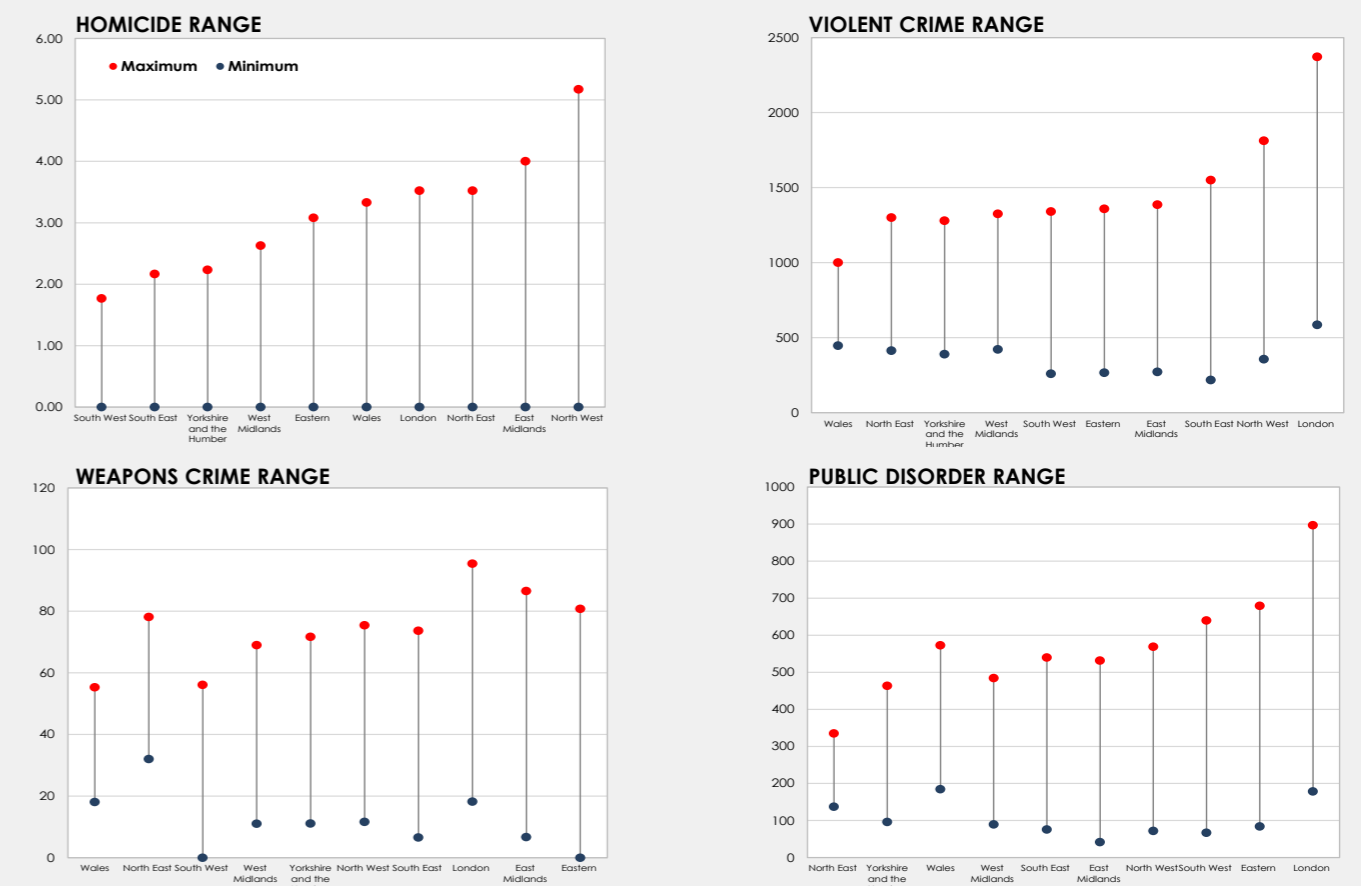 HOMICIDE RANGE
6.00
Maximum Minimum
5.00
4.00
3.00
2.00
1.00
0.00
South West South East Yorkshire West Eastern Wales London North East East North West
and the Midlands Midlands
Humber
VIOLENT CRIME RANGE
2500
2000
1500
1000
500
0
Wales North East Yorkshire West South West Eastern East South East North West London
and the Midlands Midlands
Humber
WEAPONS CRIME RANGE
120
100
80
60
40
20
0
Wales North East South West West Yorkshire North West South East London East Eastern
Midlands and the Midlands
PUBLIC DISORDER RANGE
1000
900
800
700
600
500
400
300
200
100
0
North East Yorkshire Wales West South East East North West South West Eastern London
and the Midlands Midlands